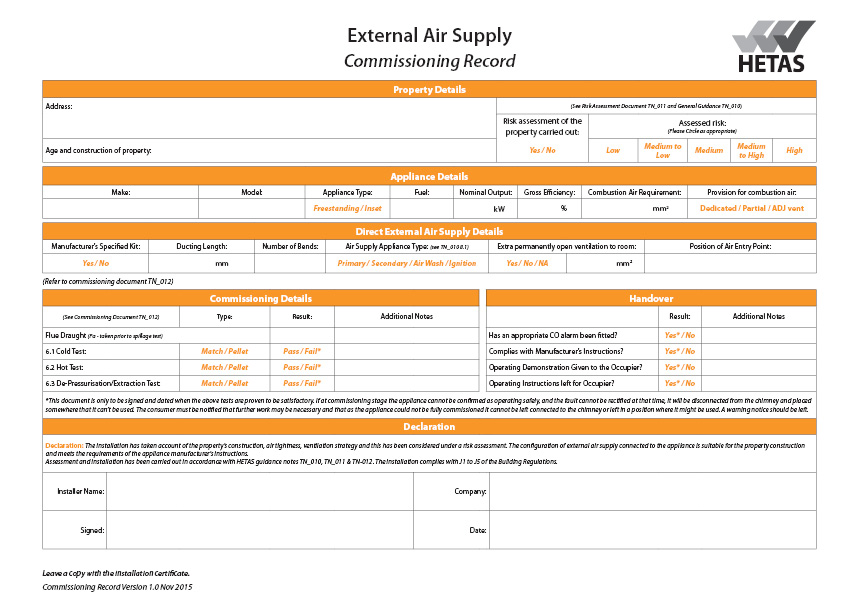 External Air Supply
Commissioning Record
HETAS
Property Details
Address:
(See Risk Assessment Document TN_011 and General Guidance TN_010)
Risk assessment of the
property carried out:
Assessed risk:
(Please Circle as appropriate)
Age and construction of property:
Yes / No
Low
Medium to
Low
Medium
Medium
to High
High
Appliance Details
Make:
Model:
Appliance Type:
Fuel:
Nominal Output:
Gross Efficiency:
Combustion Air Requirement:
Provision for combustion air:
Freestanding / Inset
kW
%
mm²
Dedicated / Partial / ADJ vent
Direct External Air Supply Details
Manufacturer's Specified Kit:
Ducting Length:
Number of Bends:
Air Supply Appliance Type: (see TN_010 8.1)
Extra permanently open ventilation to room:
Position of Air Entry Point:
Yes / No
mm
Primary / Secondary / Air Wash / Ignition
Yes / No / NA
mm²
(Refer to commissioning document TN_012)
Commissioning Details
(See Commissioning Document TN_012)
Type:
Result:
Additional Notes
Flue Draught (Pa - taken prior to spillage test)
6.1 Cold Test:
Match / Pellet
Pass / Fail*
6.2 Hot Test:
Match / Pellet
Pass / Fail*
6.3 De-Pressurisation/Extraction Test:
Match / Pellet
Pass / Fail*
Handover
Result:
Additional Notes
Has an appropriate CO alarm been fitted?
Yes* / No
Complies with Manufacturer's Instructions?
Yes* / No
Operating Demonstration Given to the Occupier?
Yes* / No
Operating Instructions left for Occupier?
Yes* / No
*This document is only to be signed and dated when the above tests are proven to be satisfactory. If at commissioning stage the appliance cannot be confirmed as operating safely, and the fault cannot be rectified at that time, it will be disconnected from the chimney and placed
somewhere that it can't be used. The consumer must be notified that further work may be necessary and that as the appliance could not be fully commissioned it cannot be left connected to the chimney or left in a position where it might be used. A warning notice should be left.
Declaration
Declaration: The installation has taken account of the property's construction, air tightness, ventilation strategy and this has been considered under a risk assessment. The configuration of external air supply connected to the appliance is suitable for the property construction
and meets the requirements of the appliance manufacturer's instructions.
Assessment and installation has been carried out in accordance with HETAS guidance notes TN_010, TN_011 & TN-012. The installation complies with J1 to J5 of the Building Regulations.
Installer Name:
Company:
Signed:
Date:
Leave a Copy with the Installation Certificate.
Commissioning Record Version 1.0 Nov 2015